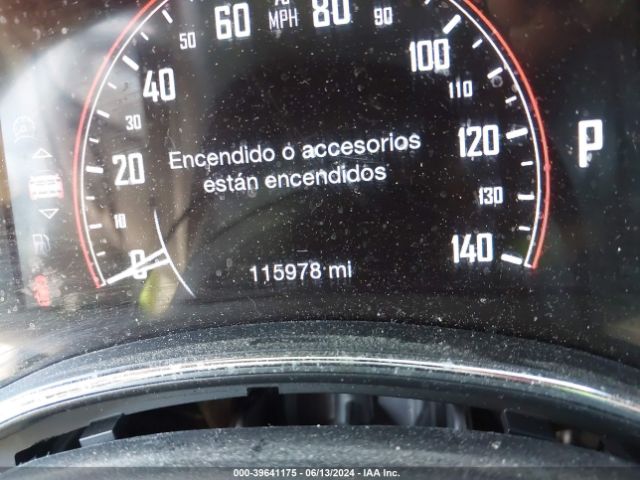 50 60 MPH 80 90
40 100
30 110
20 Encendido o accesorios 120 P
están encendidos
10 130
0 115978 mi 140
000-39641175 | 06/13/2024 | IAA Inc.